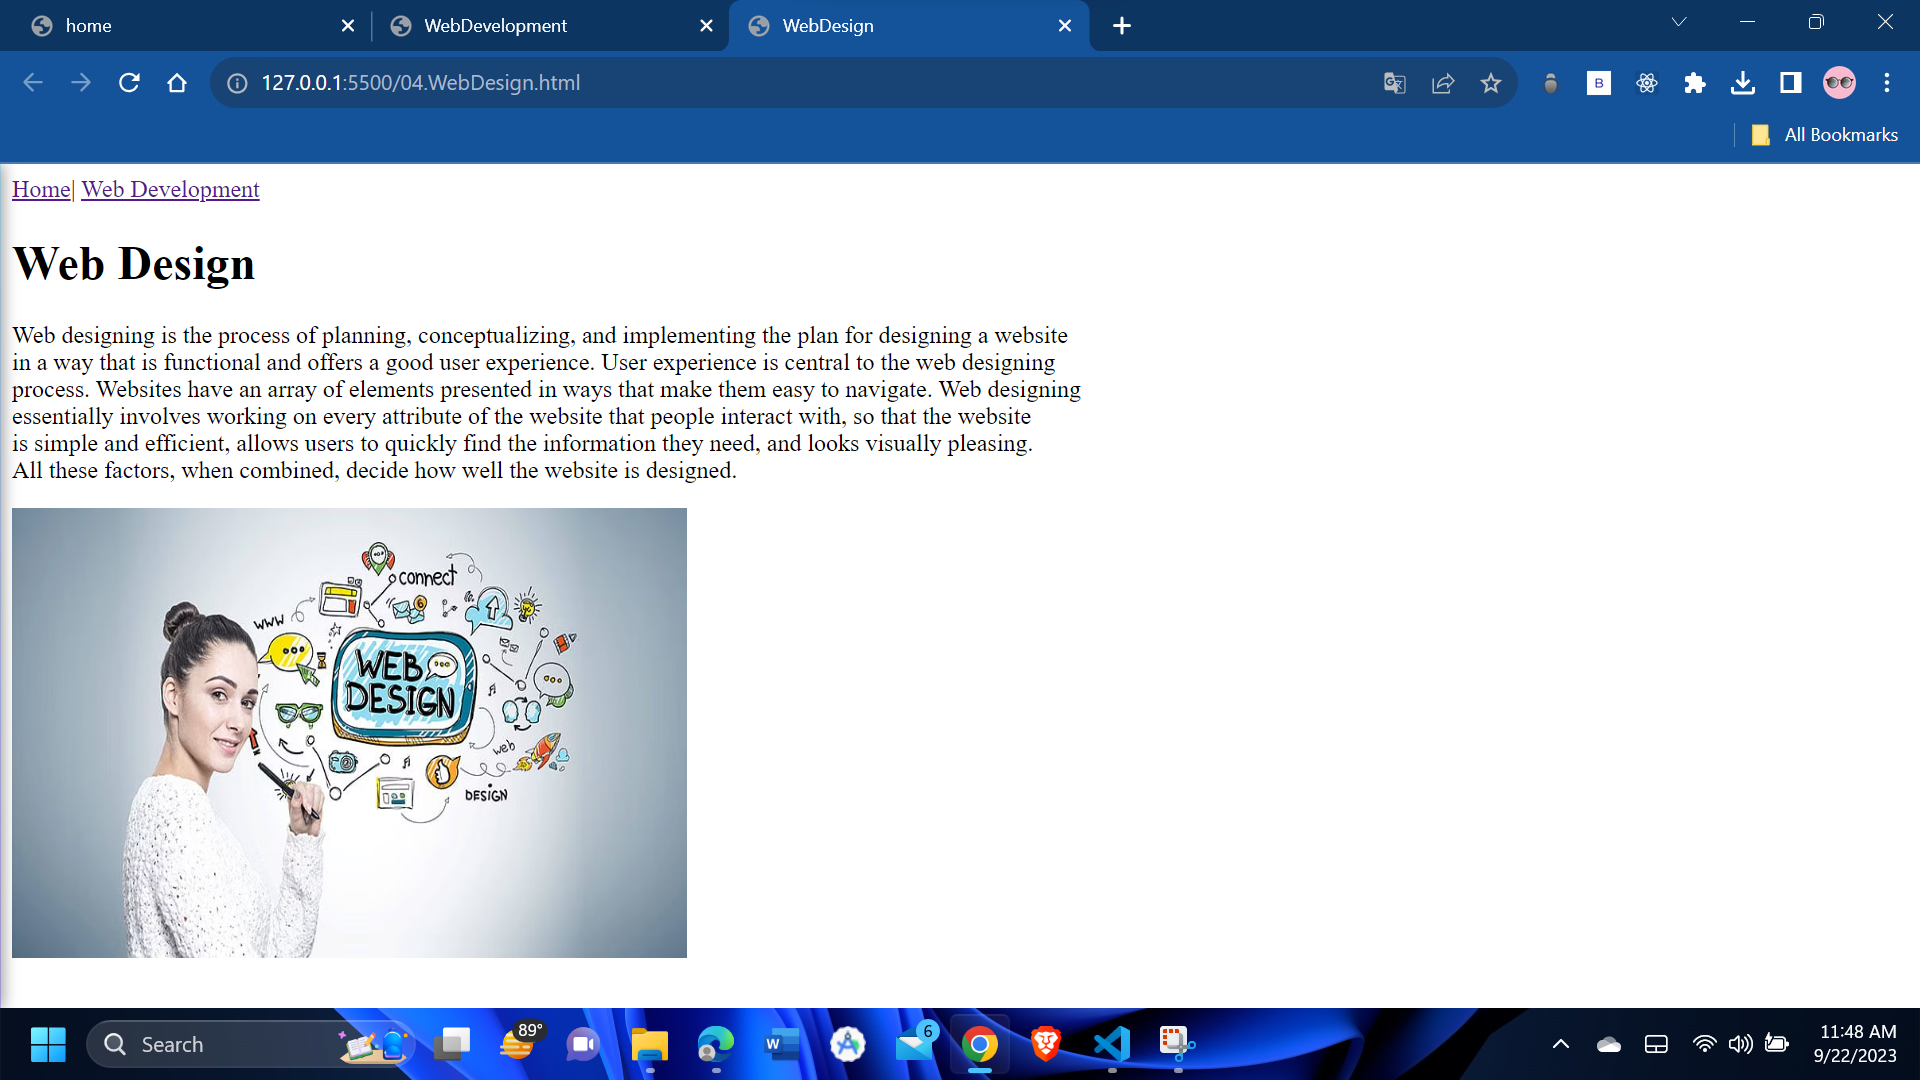 home
WebDevelopment
WebDesign
127.0.0.1:5500/04.WebDesign.html
B
All Bookmarks
Home| Web Development
Web Design
Web designing is the process of planning, conceptualizing, and implementing the plan for designing a website
in a way that is functional and offers a good user experience. User experience is central to the web designing
process. Websites have an array of elements presented in ways that make them easy to navigate. Web designing
essentially involves working on every attribute of the website that people interact with, so that the website
is simple and efficient, allows users to quickly find the information they need, and looks visually pleasing.
All these factors, when combined, decide how well the website is designed.
connect
6
www
WEB
DESIGN
web
DESIGN
Search
89°
W
6
11:48 AM
9/22/2023